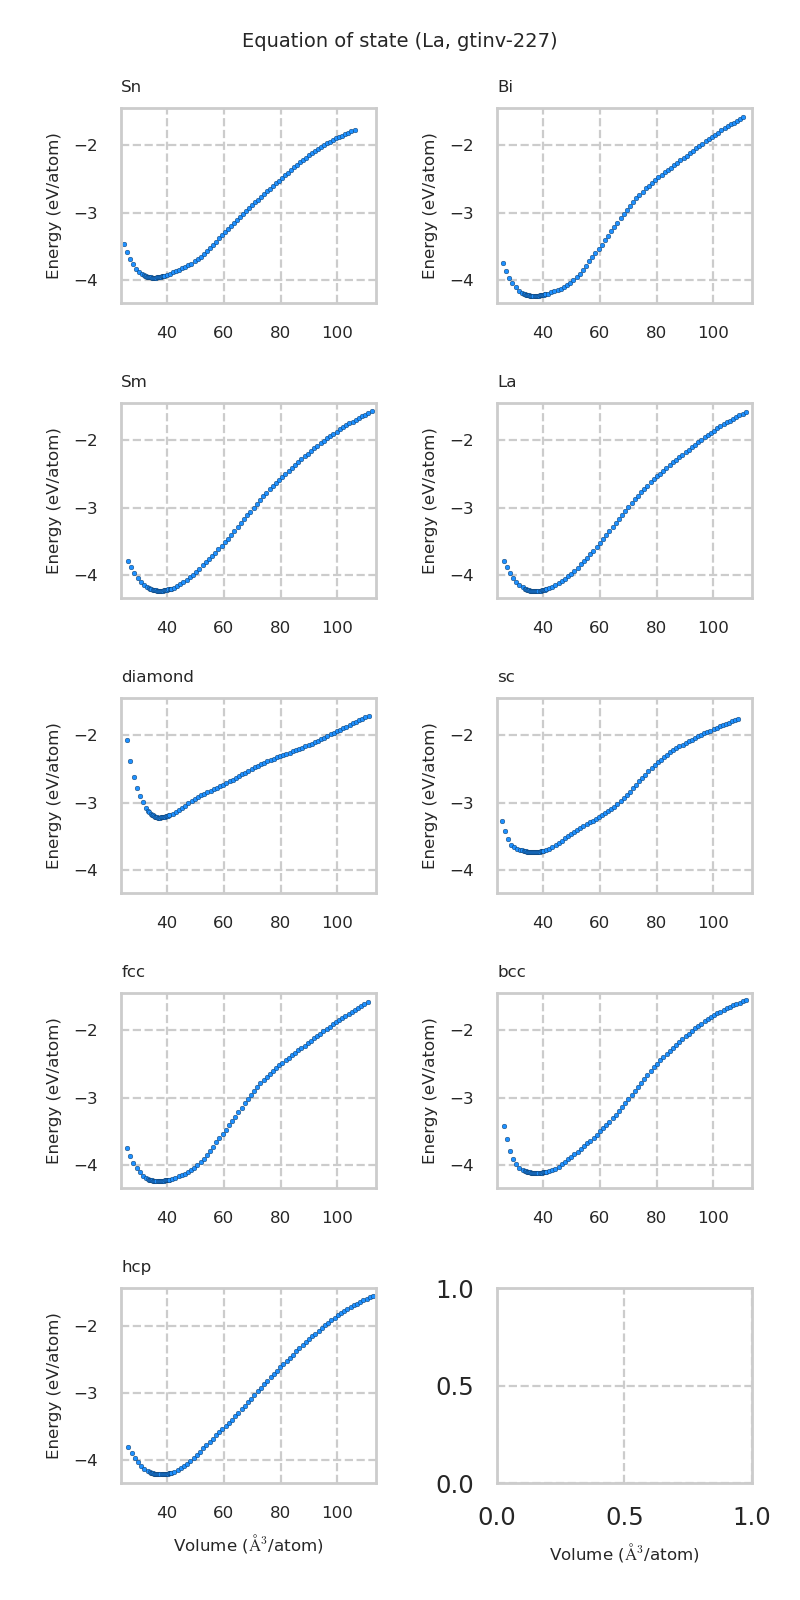 Equation of state (La, gtinv-227)
Sn
Energy (eV/atom)
−2
−3
−4
40 60 80 100
Bi
Energy (eV/atom)
−2
−3
−4
40 60 80 100
Sm
Energy (eV/atom)
−2
−3
−4
40 60 80 100
La
Energy (eV/atom)
−2
−3
−4
40 60 80 100
diamond
Energy (eV/atom)
−2
−3
−4
40 60 80 100
sc
Energy (eV/atom)
−2
−3
−4
40 60 80 100
fcc
Energy (eV/atom)
−2
−3
−4
40 60 80 100
bcc
Energy (eV/atom)
−2
−3
−4
40 60 80 100
hcp
Energy (eV/atom)
−2
−3
−4
40 60 80 100
Volume (Å³/atom)
1.0
0.5
0.0
0.0 0.5 1.0
Volume (Å³/atom)